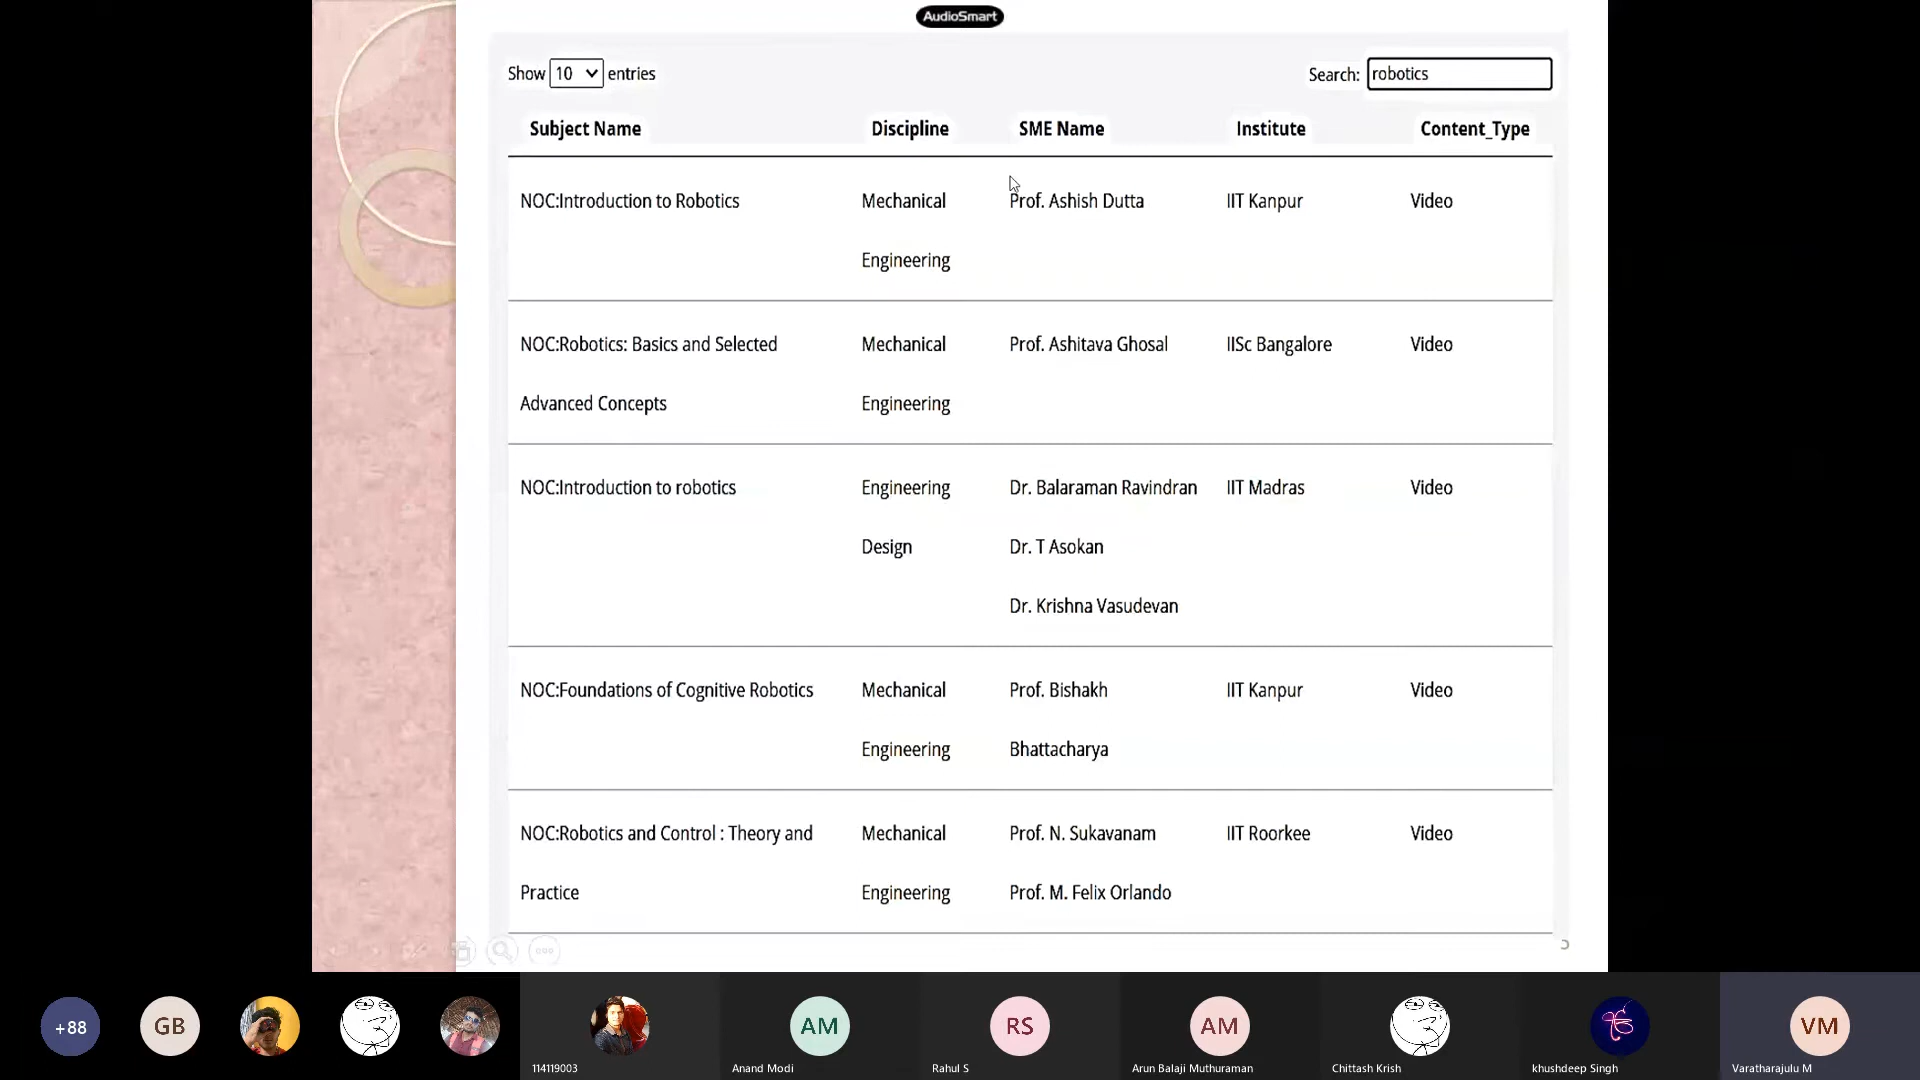 AudioSmart
Show 10 entries
Search: robotics
Subject Name Discipline SME Name Institute Content_Type
NOC:Introduction to Robotics Mechanical Prof. Ashish Dutta IIT Kanpur Video
Engineering
NOC:Robotics: Basics and Selected Mechanical Prof. Ashitava Ghosal IISc Bangalore Video
Advanced Concepts Engineering
NOC:Introduction to robotics Engineering Dr. Balaraman Ravindran IIT Madras Video
Design Dr. T Asokan
Dr. Krishna Vasudevan
NOC:Foundations of Cognitive Robotics Mechanical Prof. Bishakh IIT Kanpur Video
Engineering Bhattacharya
NOC:Robotics and Control : Theory and Mechanical Prof. N. Sukavanam IIT Roorkee Video
Practice Engineering Prof. M. Felix Orlando
+88 GB AM RS AM VM
114119003 Anand Modi Rahul S Arun Balaji Muthuraman Chittash Krish khushdeep Singh Varatharajulu M